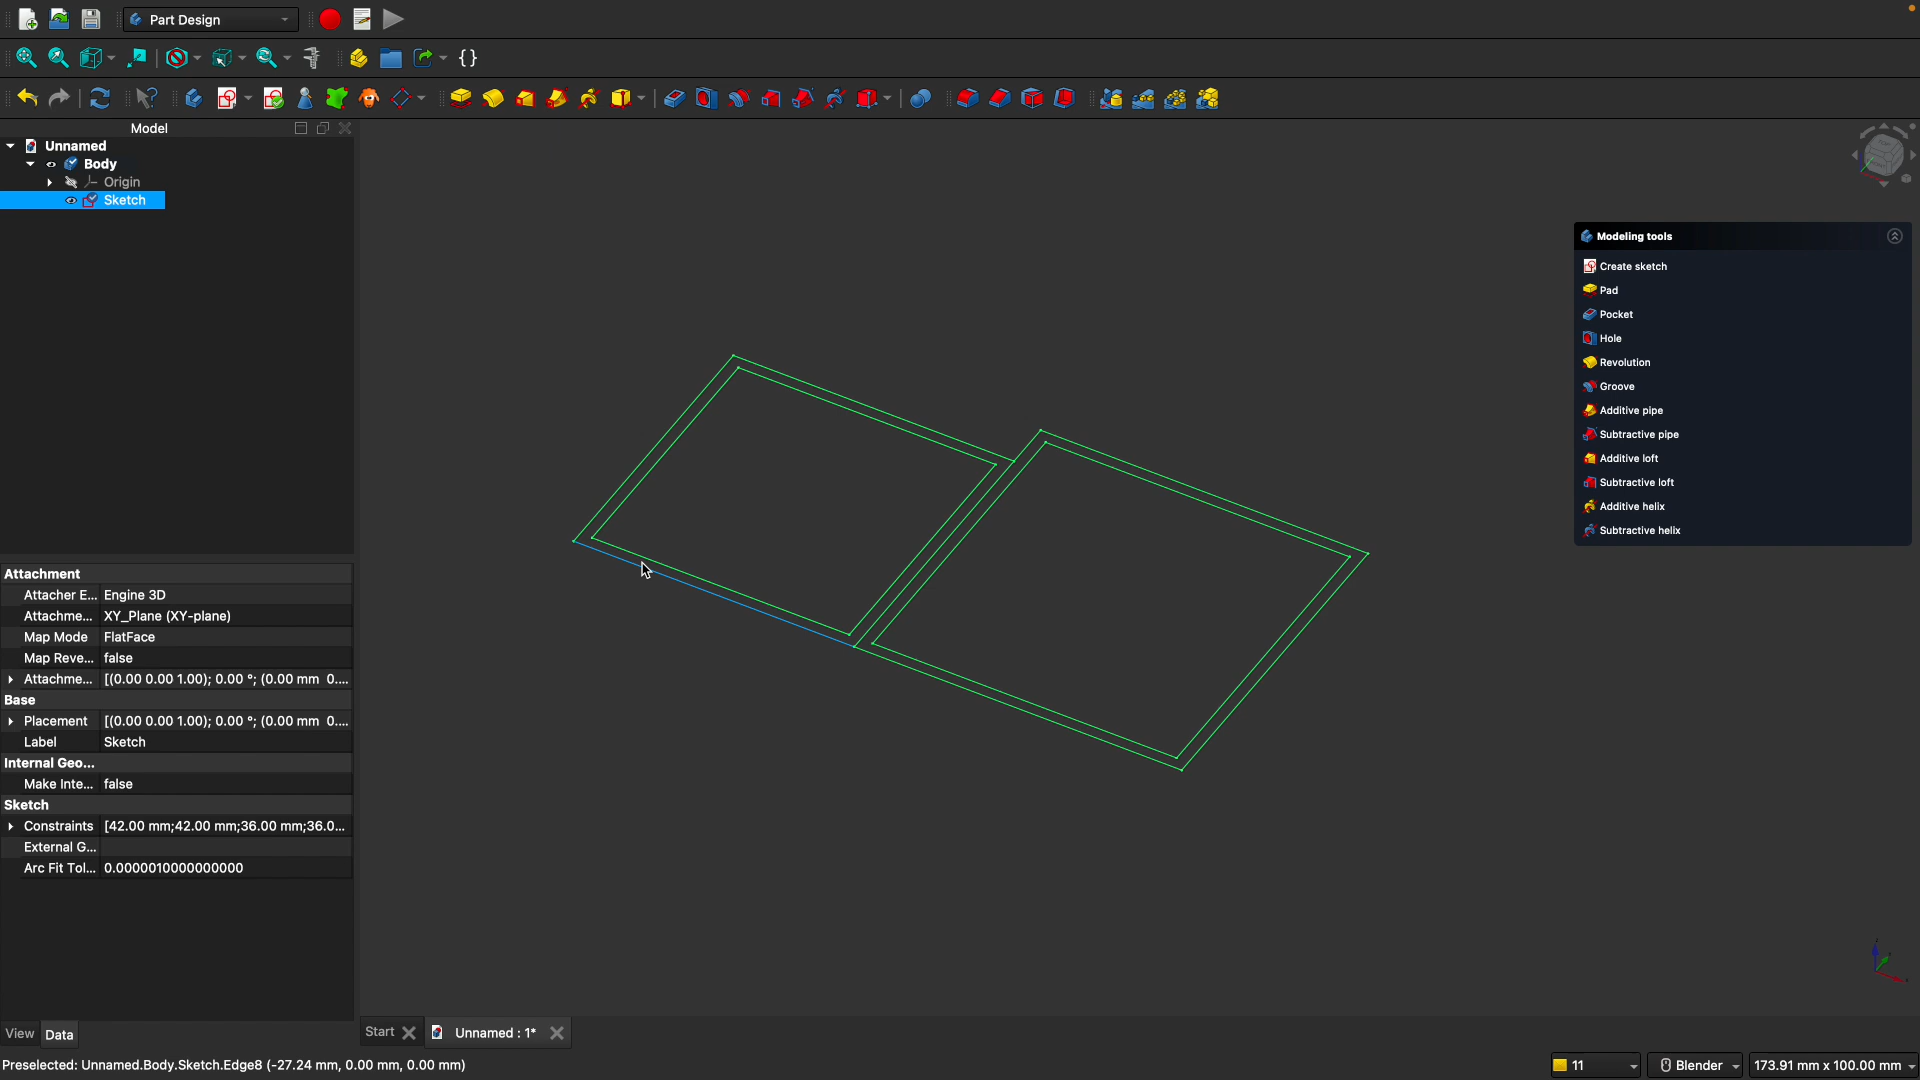 Part Design
Model
Unnamed
Body
Origin
Sketch
Modeling tools
Create sketch
Pad
Pocket
Hole
Revolution
Groove
Additive pipe
Subtractive pipe
Additive loft
Subtractive loft
Additive helix
Subtractive helix
Attachment
Attacher E... Engine 3D
Attachme... XY_Plane (XY-plane)
Map Mode FlatFace
Map Reve... false
Attachme... [(0.00 0.00 1.00); 0.00 °; (0.00 mm 0....
Base
Placement [(0.00 0.00 1.00); 0.00 °; (0.00 mm 0....
Label Sketch
Internal Geo...
Make Inte... false
Sketch
Constraints [42.00 mm;42.00 mm;36.00 mm;36.0...
External G...
Arc Fit Tol... 0.0000010000000000
View Data Start Unnamed : 1*
Preselected: Unnamed.Body.Sketch.Edge8 (-27.24 mm, 0.00 mm, 0.00 mm) 11 Blender 173.91 mm x 100.00 mm